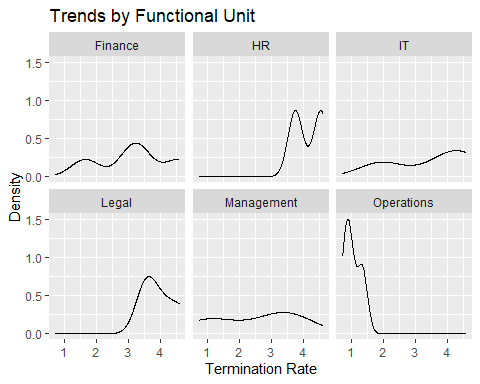 Trends by Functional Unit
Finance HR IT
1.5
1.0
0.5
0.0
Legal Management Operations
1.5
1.0
0.5
0.0
Density
1 2 3 4 1 2 3 4 1 2 3 4
Termination Rate